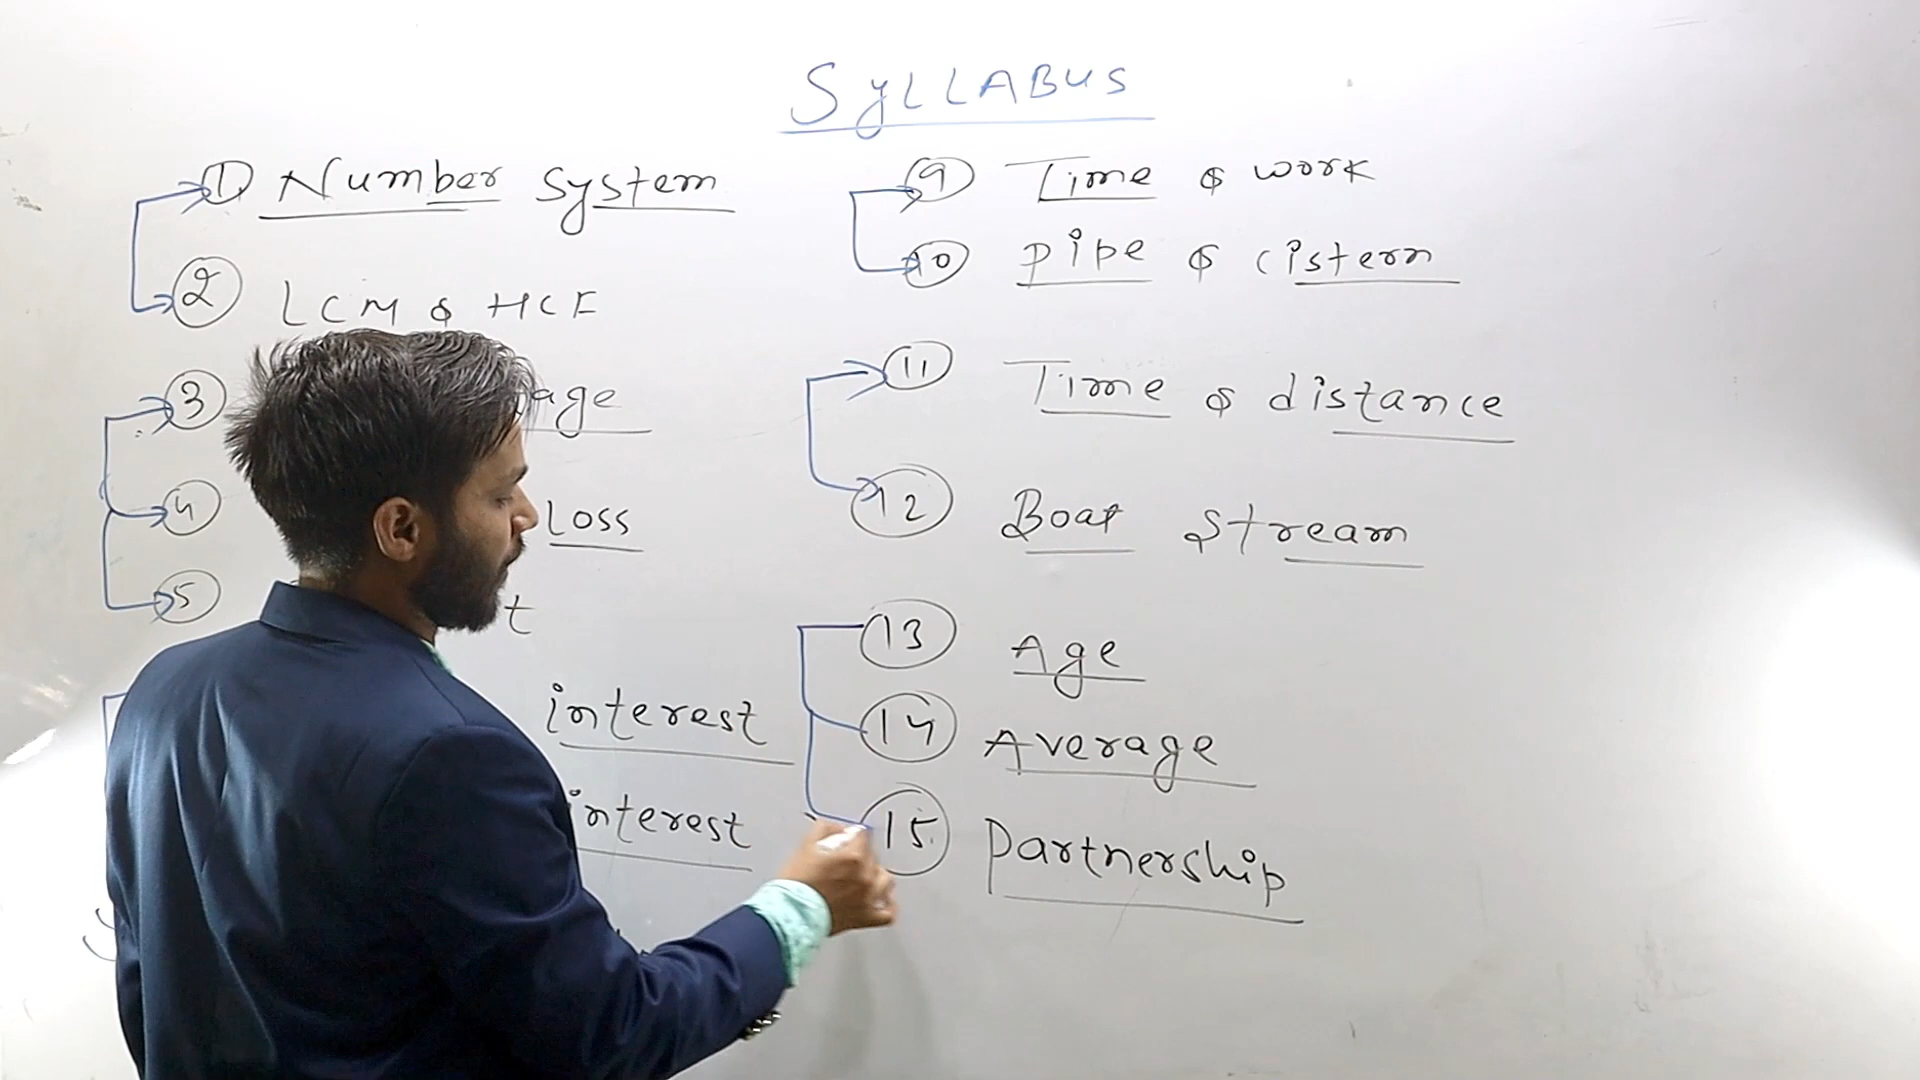 SYLLABUS
1 Number System
2 LCM & HCF
3 age
4 Loss
5 t
interest
interest
9 Time & work
10 Pipe & cistern
11 Time & distance
12 Boat Stream
13 Age
14 Average
15 Partnership